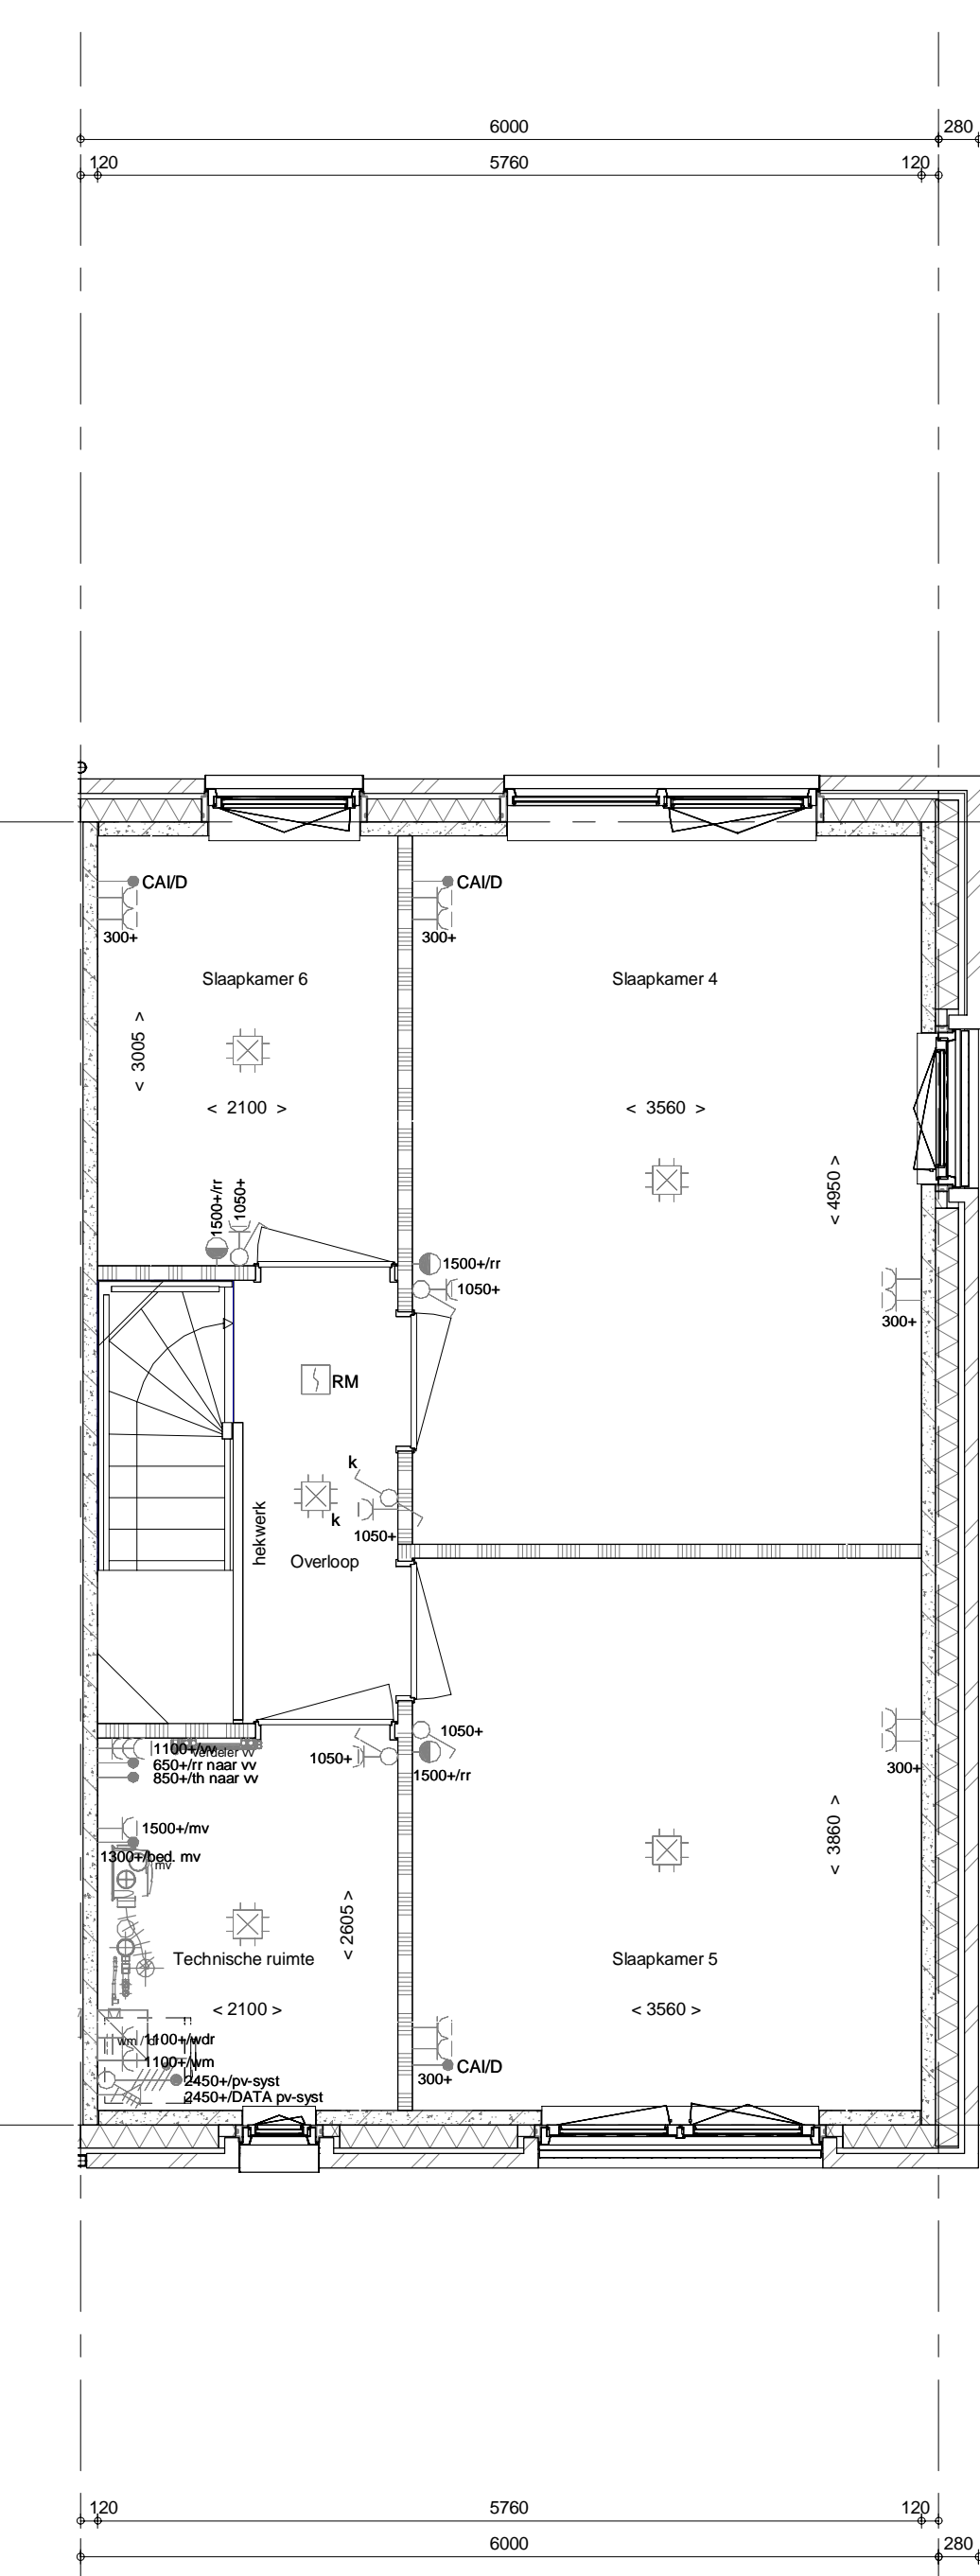 6000
280
120
5760
120
CAI/D
CAI/D
300+
300+
Slaapkamer 6
Slaapkamer 4
< 3005 >
< 2100 >
< 3560 >
< 4950 >
1500+/rr
1050+
1500+/rr
1050+
300+
RM
k
k
1050+
hekwerk
Overloop
1100+/vv
verdeler vv
650+/rr naar vv
850+/th naar vv
1050+
1050+
1500+/rr
300+
1500+/mv
1300+/bed. mv
mv
< 3860 >
< 2605 >
Technische ruimte
Slaapkamer 5
< 2100 >
< 3560 >
wm /
1100+/wdr
1100+/wm
2450+/pv-syst
2450+/DATA pv-syst
CAI/D
300+
120
5760
120
6000
280